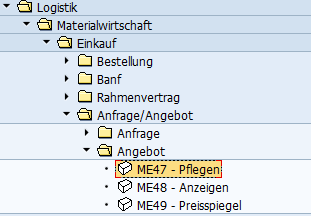 Logistik
Materialwirtschaft
Einkauf
Bestellung
Banf
Rahmenvertrag
Anfrage/Angebot
Anfrage
Angebot
ME47 - Pflegen
ME48 - Anzeigen
ME49 - Preisspiegel